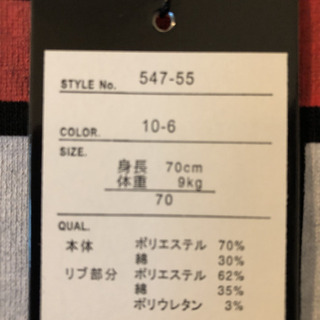 STYLE No. 547-55
COLOR. 10-6
SIZE.
身長 70cm
体重 9kg
70
QUAL.
本体 ポリエステル 70%
綿 30%
リブ部分 ポリエステル 62%
綿 35%
ポリウレタン 3%